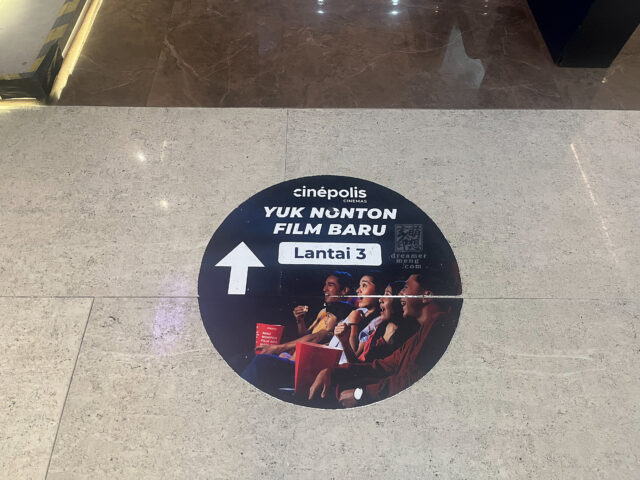 cinépolis
CINEMAS
YUK NONTON
FILM BARU
Lantai 3
dreamer
meng
.com